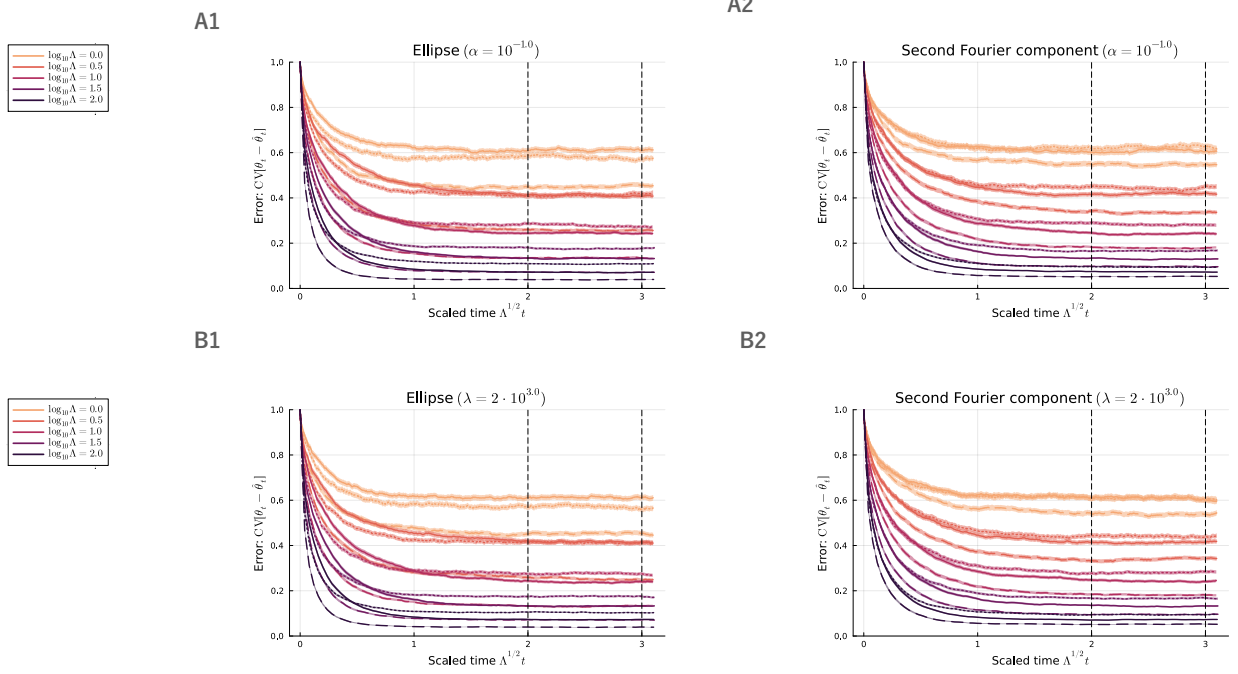 A1
A2
log₁₀Λ = 0.0
log₁₀Λ = 0.5
log₁₀Λ = 1.0
log₁₀Λ = 1.5
log₁₀Λ = 2.0
Ellipse (α = 10⁻¹·⁰)
1.0
0.8
0.6
0.4
0.2
0.0
0
1
2
3
Error: CV[θₜ − θ̂ₜ]
Scaled time Λ^{1/2}t
Second Fourier component (α = 10⁻¹·⁰)
1.0
0.8
0.6
0.4
0.2
0.0
0
1
2
3
Error: CV[θₜ − θ̂ₜ]
Scaled time Λ^{1/2}t
B1
B2
log₁₀Λ = 0.0
log₁₀Λ = 0.5
log₁₀Λ = 1.0
log₁₀Λ = 1.5
log₁₀Λ = 2.0
Ellipse (λ = 2 · 10³·⁰)
1.0
0.8
0.6
0.4
0.2
0.0
0
1
2
3
Error: CV[θₜ − θ̂ₜ]
Scaled time Λ^{1/2}t
Second Fourier component (λ = 2 · 10³·⁰)
1.0
0.8
0.6
0.4
0.2
0.0
0
1
2
3
Error: CV[θₜ − θ̂ₜ]
Scaled time Λ^{1/2}t